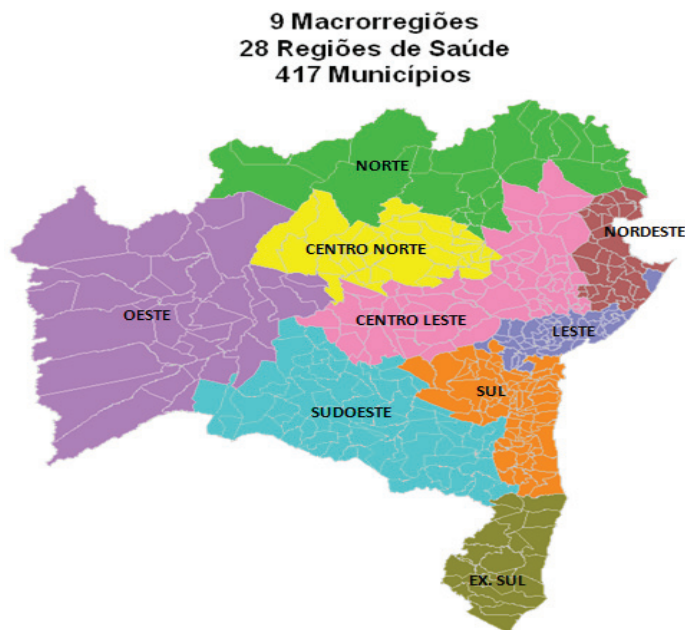 9 Macrorregiões
28 Regiões de Saúde
417 Municípios
NORTE
NORDESTE
CENTRO NORTE
OESTE
CENTRO LESTE
LESTE
SUL
SUDOESTE
EX. SUL